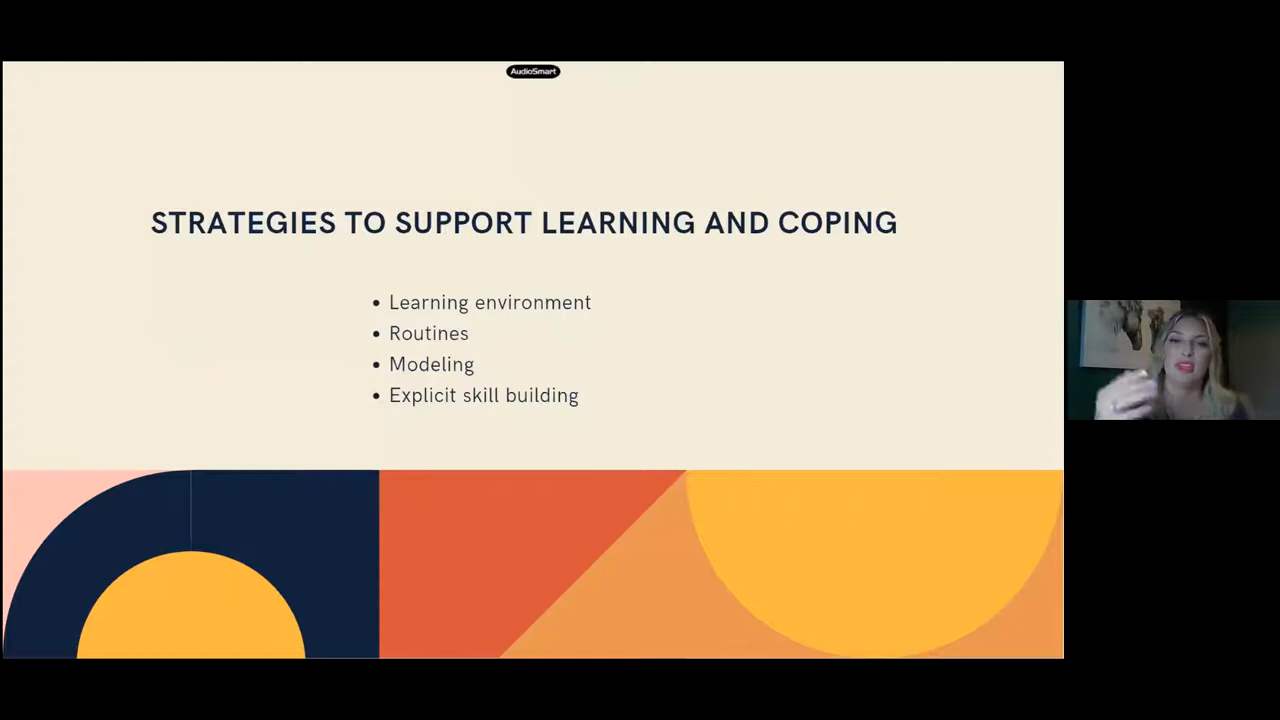 AudioSmart
STRATEGIES TO SUPPORT LEARNING AND COPING
• Learning environment
• Routines
• Modeling
• Explicit skill building